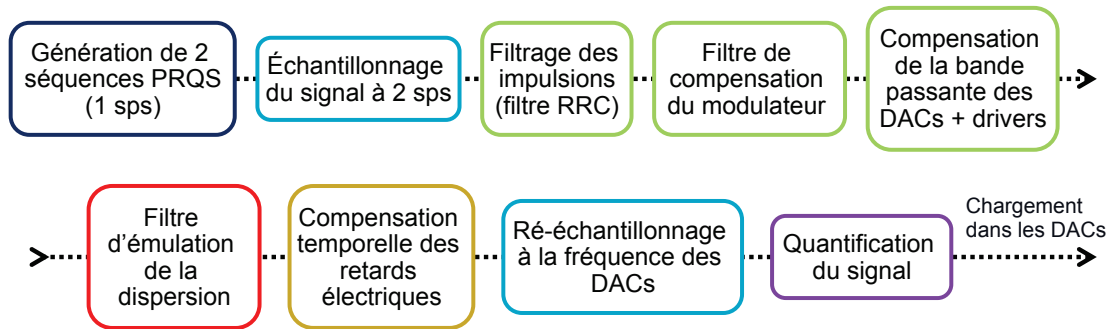 Génération de 2
séquences PRQS
(1 sps)
Échantillonnage
du signal à 2 sps
Filtrage des
impulsions
(filtre RRC)
Filtre de
compensation
du modulateur
Compensation
de la bande
passante des
DACs + drivers
Filtre
d'émulation
de la
dispersion
Compensation
temporelle des
retards
électriques
Ré-échantillonnage
à la fréquence des
DACs
Quantification
du signal
Chargement
dans les DACs